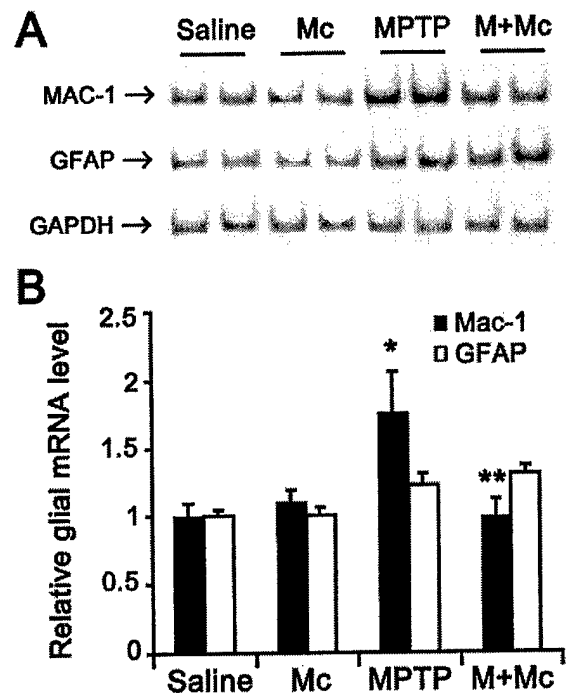 A
Saline Mc MPTP M+Mc
MAC-1 →
GFAP →
GAPDH →
B
Relative glial mRNA level
2.5
2
1.5
1
0.5
0
■ Mac-1
□ GFAP
*
**
Saline Mc MPTP M+Mc